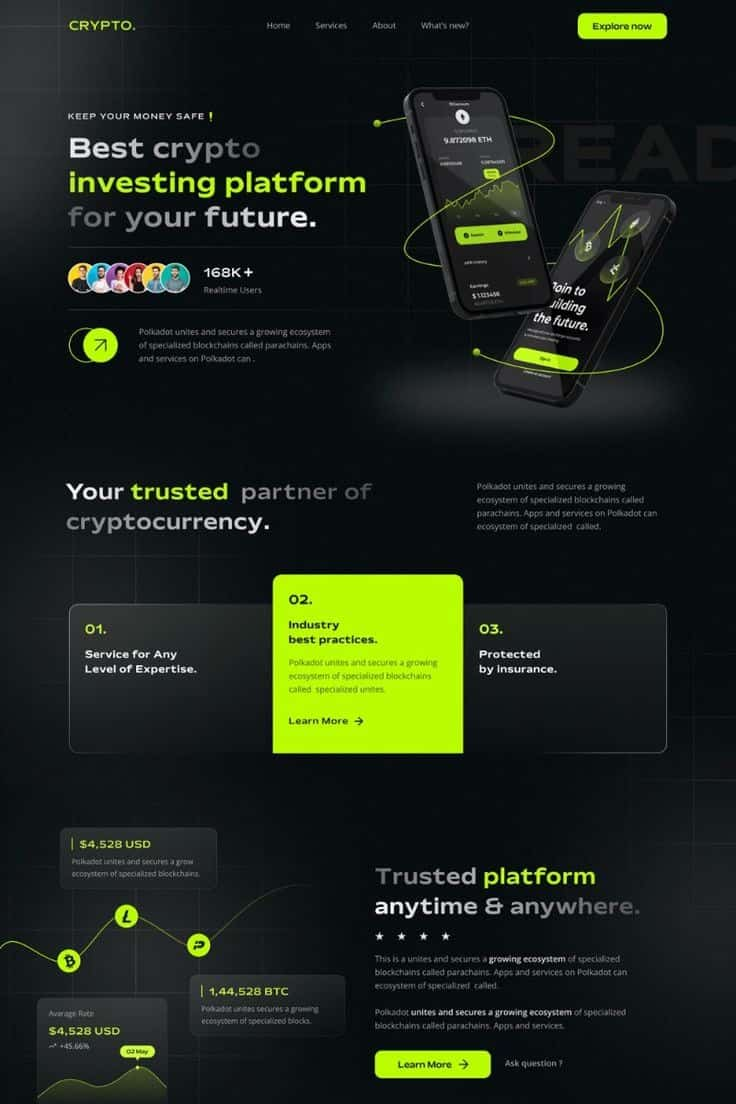 CRYPTO.
Home
Services
About
What's new?
Explore now
KEEP YOUR MONEY SAFE !
Best crypto
investing platform
for your future.
168K+
Realtime Users
Polkadot unites and secures a growing ecosystem
of specialized blockchains called parachains. Apps
and services on Polkadot can .
READ
9.872098 ETH
Earnings
$ 1123456
Join to
Building
the future.
Your trusted partner of
cryptocurrency.
Polkadot unites and secures a growing
ecosystem of specialized blockchains called
parachains. Apps and services on Polkadot can
ecosystem of specialized called.
01.
Service for Any
Level of Expertise.
02.
Industry
best practices.
Polkadot unites and secures a growing
ecosystem of specialized blockchains
called specialized unites.
Learn More
03.
Protected
by insurance.
$4,528 USD
Polkadot unites and secures a grow
ecosystem of specialized blockchains.
1,44,528 BTC
Polkadot unites secures a growing
ecosystem of specialized blocks.
Avarage Rate
$4,528 USD
+45.66%
02 May
Trusted platform
anytime & anywhere.
This is a unites and secures a growing ecosystem of specialized
blockchains called parachains. Apps and services on Polkadot can
ecosystem of specialized called.
Polkadot unites and secures a growing ecosystem of specialized
blockchains called parachains. Apps and services.
Learn More
Ask question ?